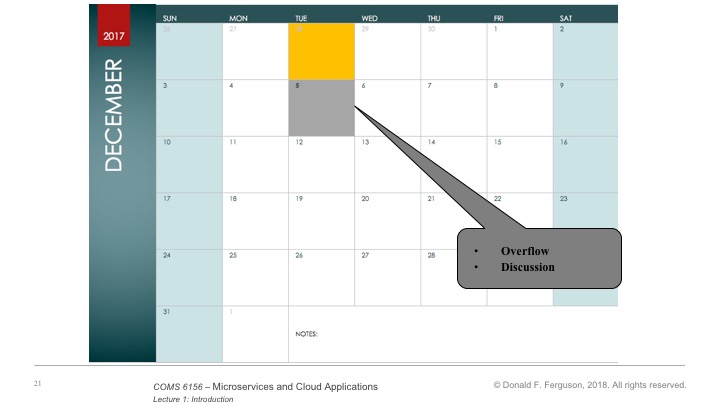 2017
DECEMBER
SUN MON TUE WED THU FRI SAT
26 27 28 29 30 1 2
3 4 5 6 7 8 9
10 11 12 13 14 15 16
17 18 19 20 21 22 23
24 25 26 27 28
• Overflow
• Discussion
31 1
NOTES:
21
COMS 6156 – Microservices and Cloud Applications
Lecture 1: Introduction
© Donald F. Ferguson, 2018. All rights reserved.